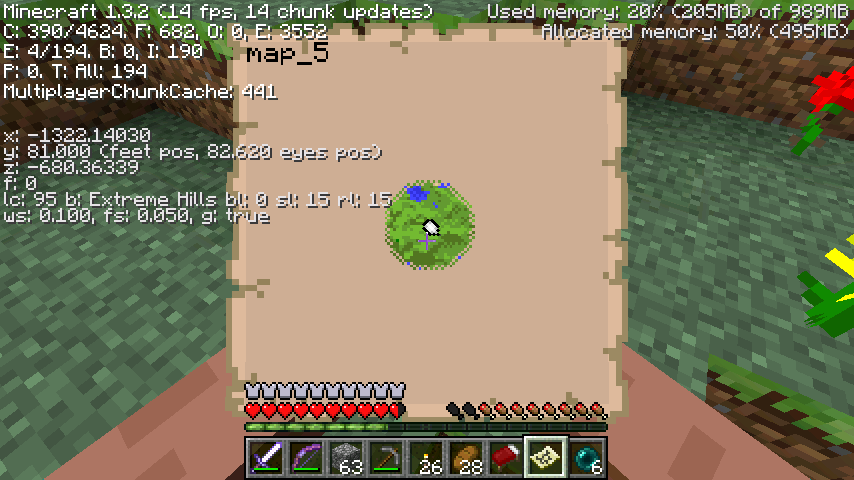 Minecraft 1.3.2 (14 fps, 14 chunk updates)
Used memory: 20% (205MB) of 989MB
C: 390/4624, F: 682, O: 0, E: 3552
Allocated memory: 50% (495MB)
E: 4/194. B: 0, I: 190
P: 0. T: All: 194
MultiplayerChunkCache: 441
map_5
x: -1322.14030
y: 81.000 (feet pos, 82.620 eyes pos)
z: -680.36339
f: 0
lc: 95 b: Extreme Hills bl: 0 sl: 15 rl: 15
ws: 0.100, fs: 0.050, g: true
63
26
28
6